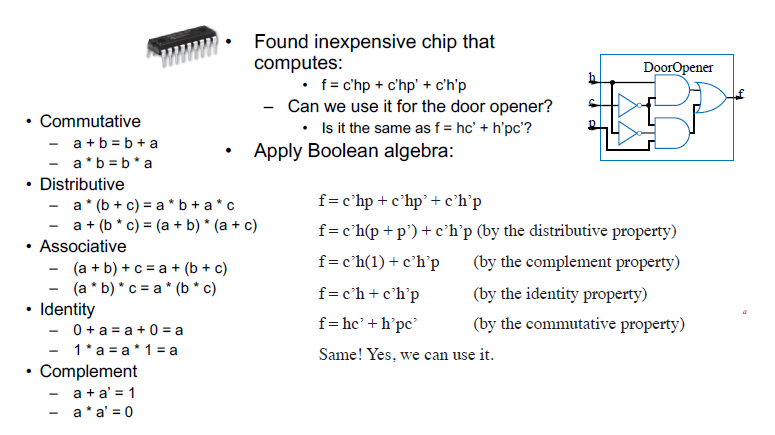 • Found inexpensive chip that
computes:
• f = c'hp + c'hp' + c'h'p
– Can we use it for the door opener?
• Is it the same as f = hc' + h'pc'?
• Apply Boolean algebra:
DoorOpener
h
c
p
f
• Commutative
– a + b = b + a
– a * b = b * a
• Distributive
– a * (b + c) = a * b + a * c
– a + (b * c) = (a + b) * (a + c)
• Associative
– (a + b) + c = a + (b + c)
– (a * b) * c = a * (b * c)
• Identity
– 0 + a = a + 0 = a
– 1 * a = a * 1 = a
• Complement
– a + a' = 1
– a * a' = 0
f = c'hp + c'hp' + c'h'p
f = c'h(p + p') + c'h'p (by the distributive property)
f = c'h(1) + c'h'p (by the complement property)
f = c'h + c'h'p (by the identity property)
f = hc' + h'pc' (by the commutative property)
Same! Yes, we can use it.
a